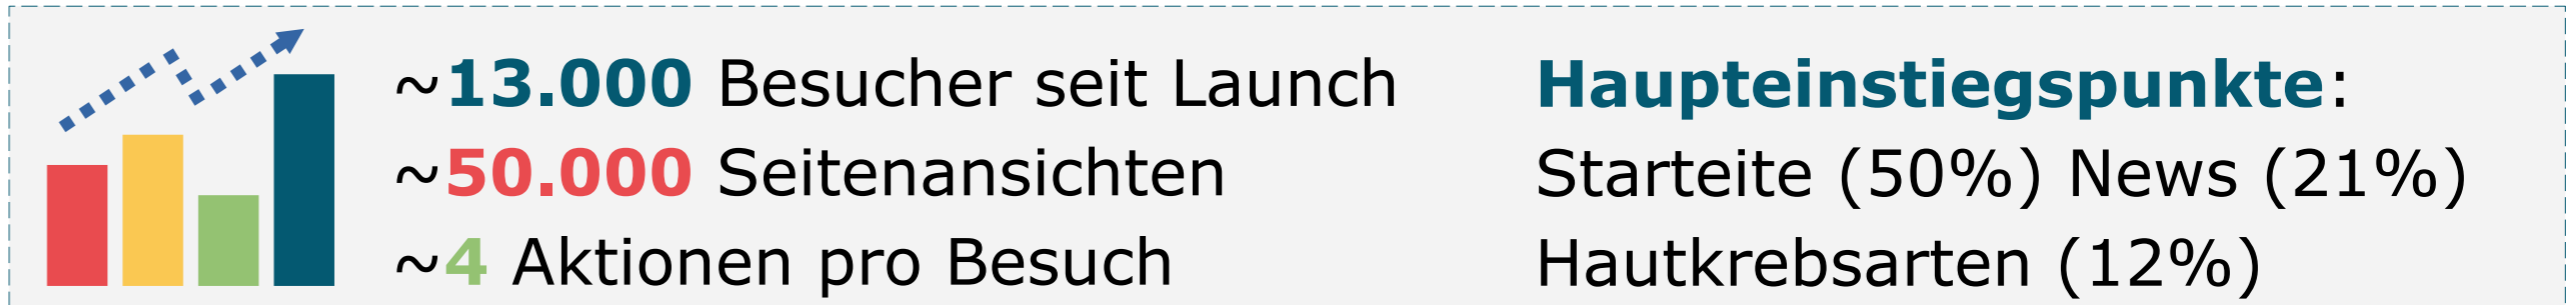 ~13.000 Besucher seit Launch
~50.000 Seitenansichten
~4 Aktionen pro Besuch
Haupteinstiegspunkte:
Starteite (50%) News (21%)
Hautkrebsarten (12%)